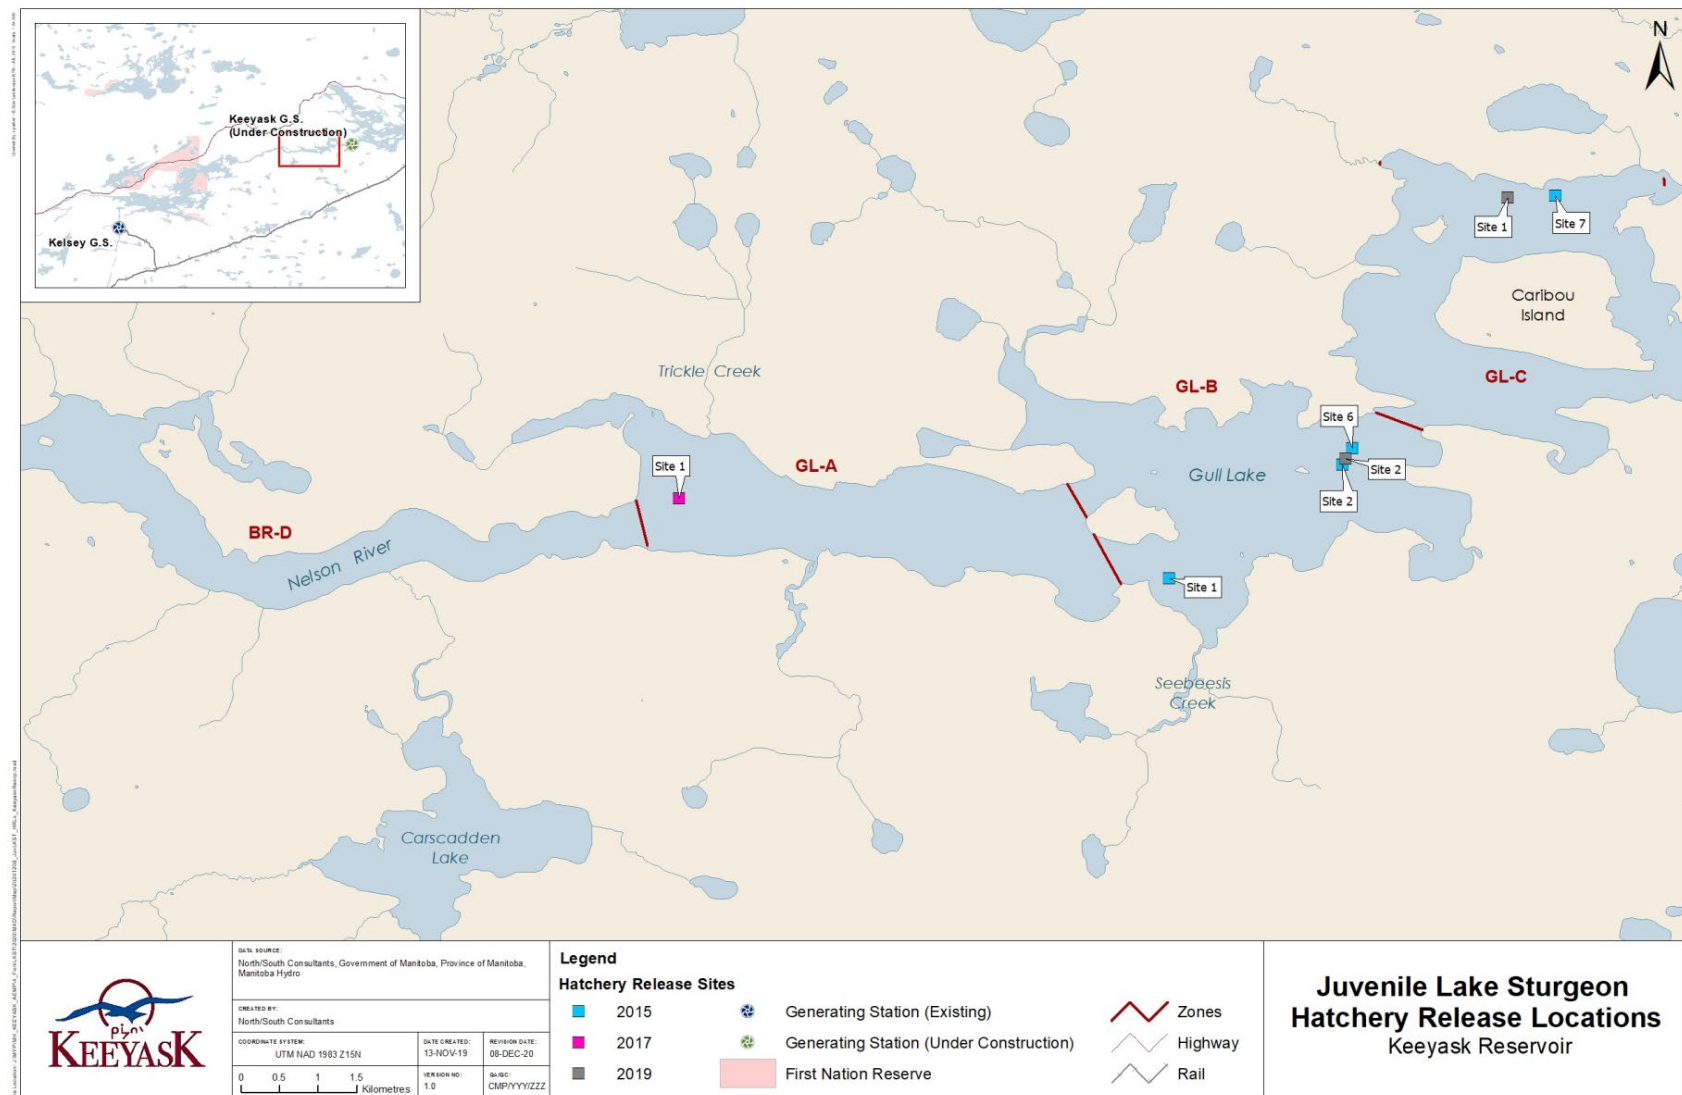 N
Keeyask G.S.
(Under Construction)
Kelsey G.S.
Site 1
Site 7
Caribou
Island
Trickle Creek
GL-B
GL-C
Site 6
Site 1
GL-A
Gull Lake
Site 2
Site 2
BR-D
Nelson River
Site 1
Seebeesis
Creek
Carscadden
Lake
KEEYASK
DATA SOURCE:
North/South Consultants, Government of Manitoba, Province of Manitoba,
Manitoba Hydro
CREATED BY:
North/South Consultants
COORDINATE SYSTEM:
UTM NAD 1983 Z15N
DATE CREATED:
13-NOV-19
REVISION DATE:
08-DEC-20
VERSION NO:
1.0
QA/QC:
CMP/YYY/ZZZ
0 0.5 1 1.5
Kilometres
Legend
Hatchery Release Sites
2015
2017
2019
Generating Station (Existing)
Generating Station (Under Construction)
First Nation Reserve
Zones
Highway
Rail
Juvenile Lake Sturgeon
Hatchery Release Locations
Keeyask Reservoir